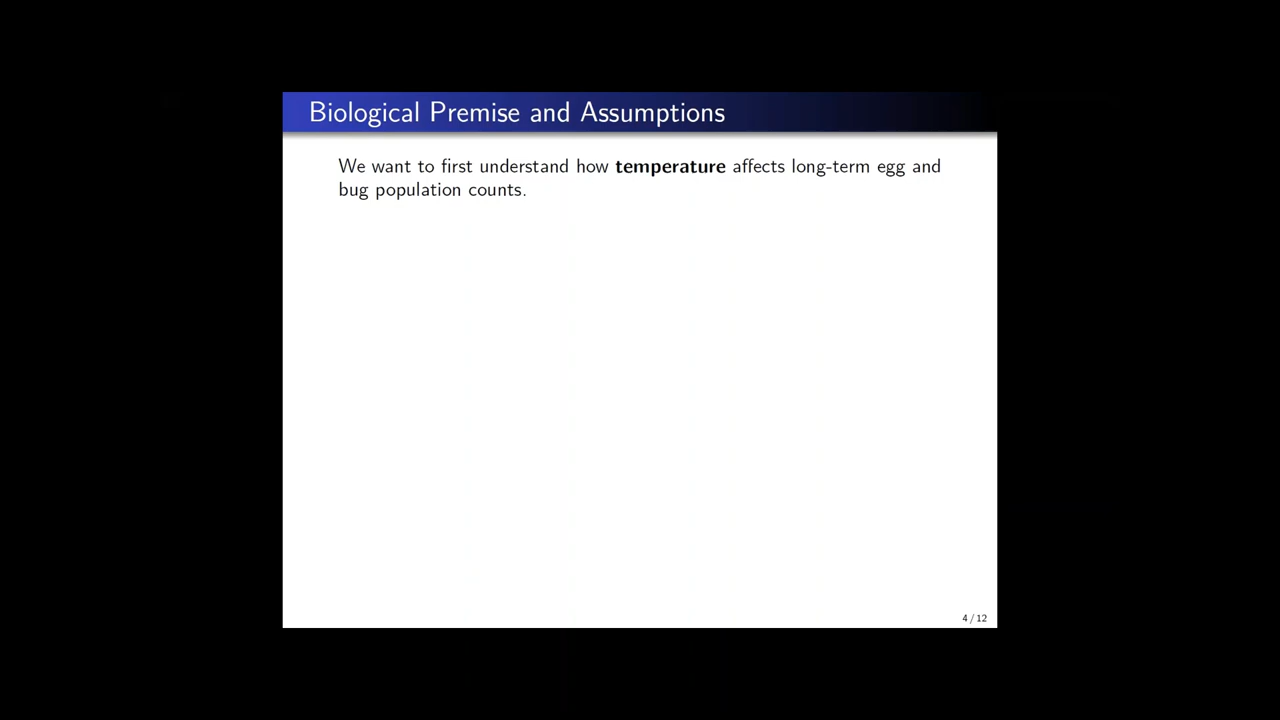 Biological Premise and Assumptions
We want to first understand how temperature affects long-term egg and
bug population counts.
4 / 12